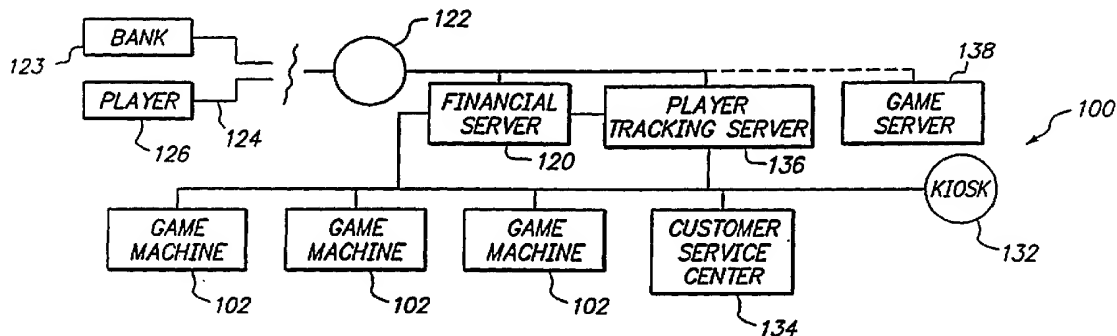 BANK
123
PLAYER
126
124
122
FINANCIAL
SERVER
120
PLAYER
TRACKING SERVER
136
138
GAME
SERVER
100
KIOSK
132
GAME
MACHINE
102
GAME
MACHINE
102
GAME
MACHINE
102
CUSTOMER
SERVICE
CENTER
134